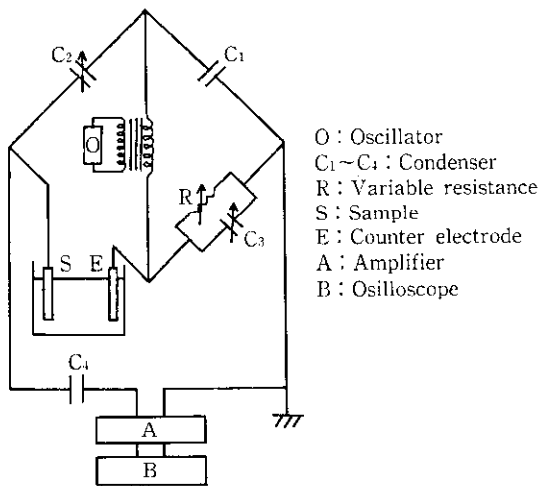 C₂
C₁
O
R
C₃
S
E
C₄
A
B
O : Oscillator
C₁~C₄ : Condenser
R : Variable resistance
S : Sample
E : Counter electrode
A : Amplifier
B : Osilloscope